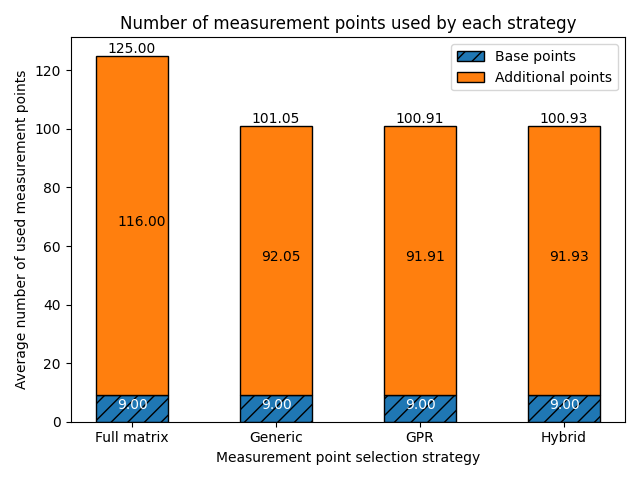 Number of measurement points used by each strategy
Base points
Additional points
125.00
101.05
100.91
100.93
116.00
92.05
91.91
91.93
9.00
9.00
9.00
9.00
120
100
80
60
40
20
0
Average number of used measurement points
Full matrix
Generic
GPR
Hybrid
Measurement point selection strategy